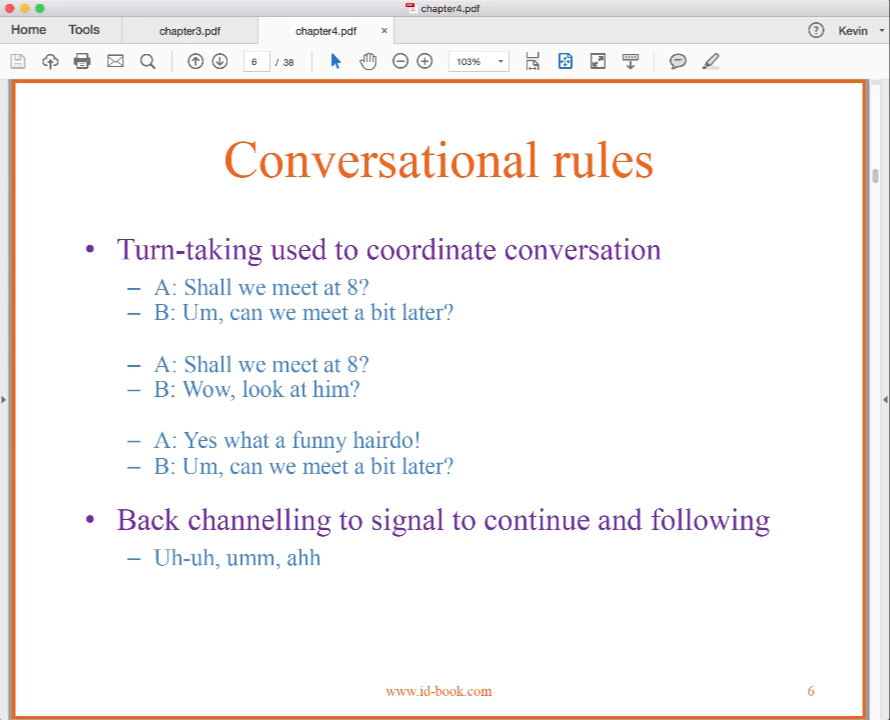 chapter4.pdf
Home Tools chapter3.pdf chapter4.pdf × ? Kevin
6 / 38 103%
Conversational rules
• Turn-taking used to coordinate conversation
– A: Shall we meet at 8?
– B: Um, can we meet a bit later?
– A: Shall we meet at 8?
– B: Wow, look at him?
– A: Yes what a funny hairdo!
– B: Um, can we meet a bit later?
• Back channelling to signal to continue and following
– Uh-uh, umm, ahh
www.id-book.com 6